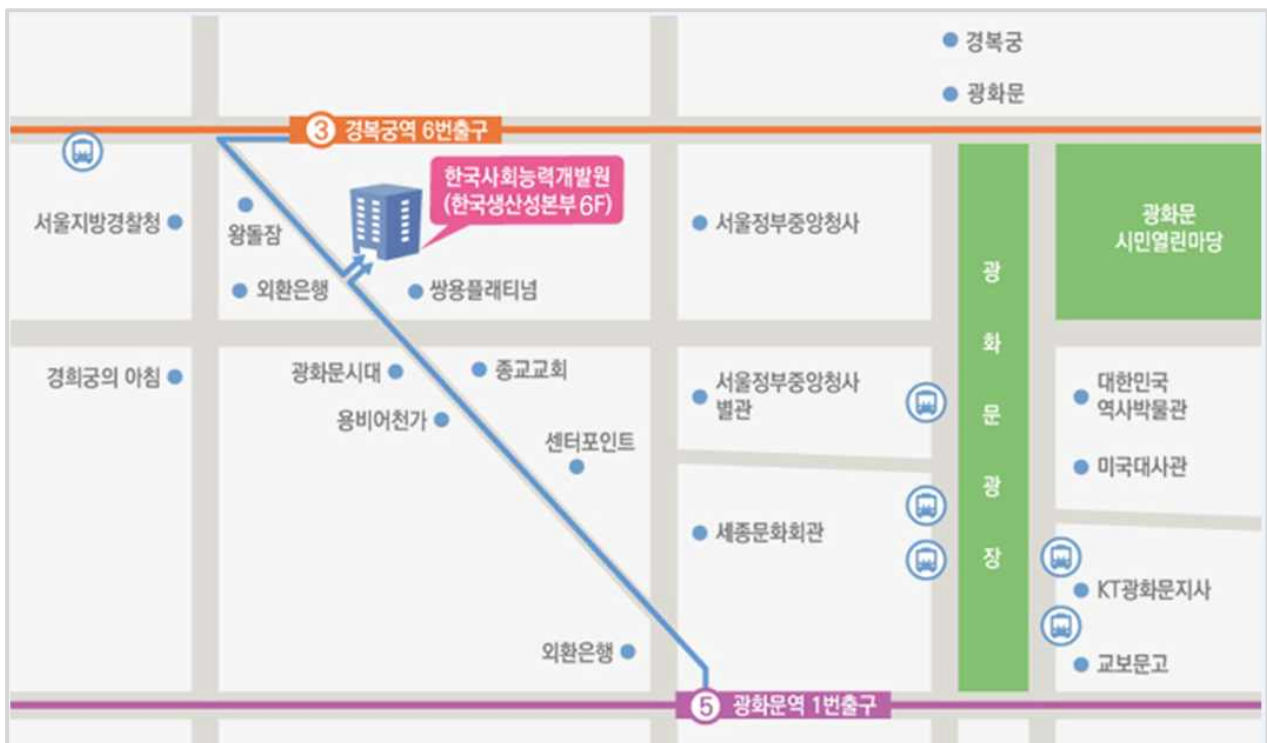 경복궁
광화문
3 경복궁역 6번출구
한국사회능력개발원
(한국생산성본부 6F)
서울지방경찰청
왕돌잠
서울정부중앙청사
광화문
시민열린마당
외환은행
쌍용플래티넘
광화문광장
경희궁의 아침
광화문시대
종교교회
서울정부중앙청사
별관
대한민국
역사박물관
용비어천가
센터포인트
미국대사관
세종문화회관
KT광화문지사
외환은행
교보문고
5 광화문역 1번출구